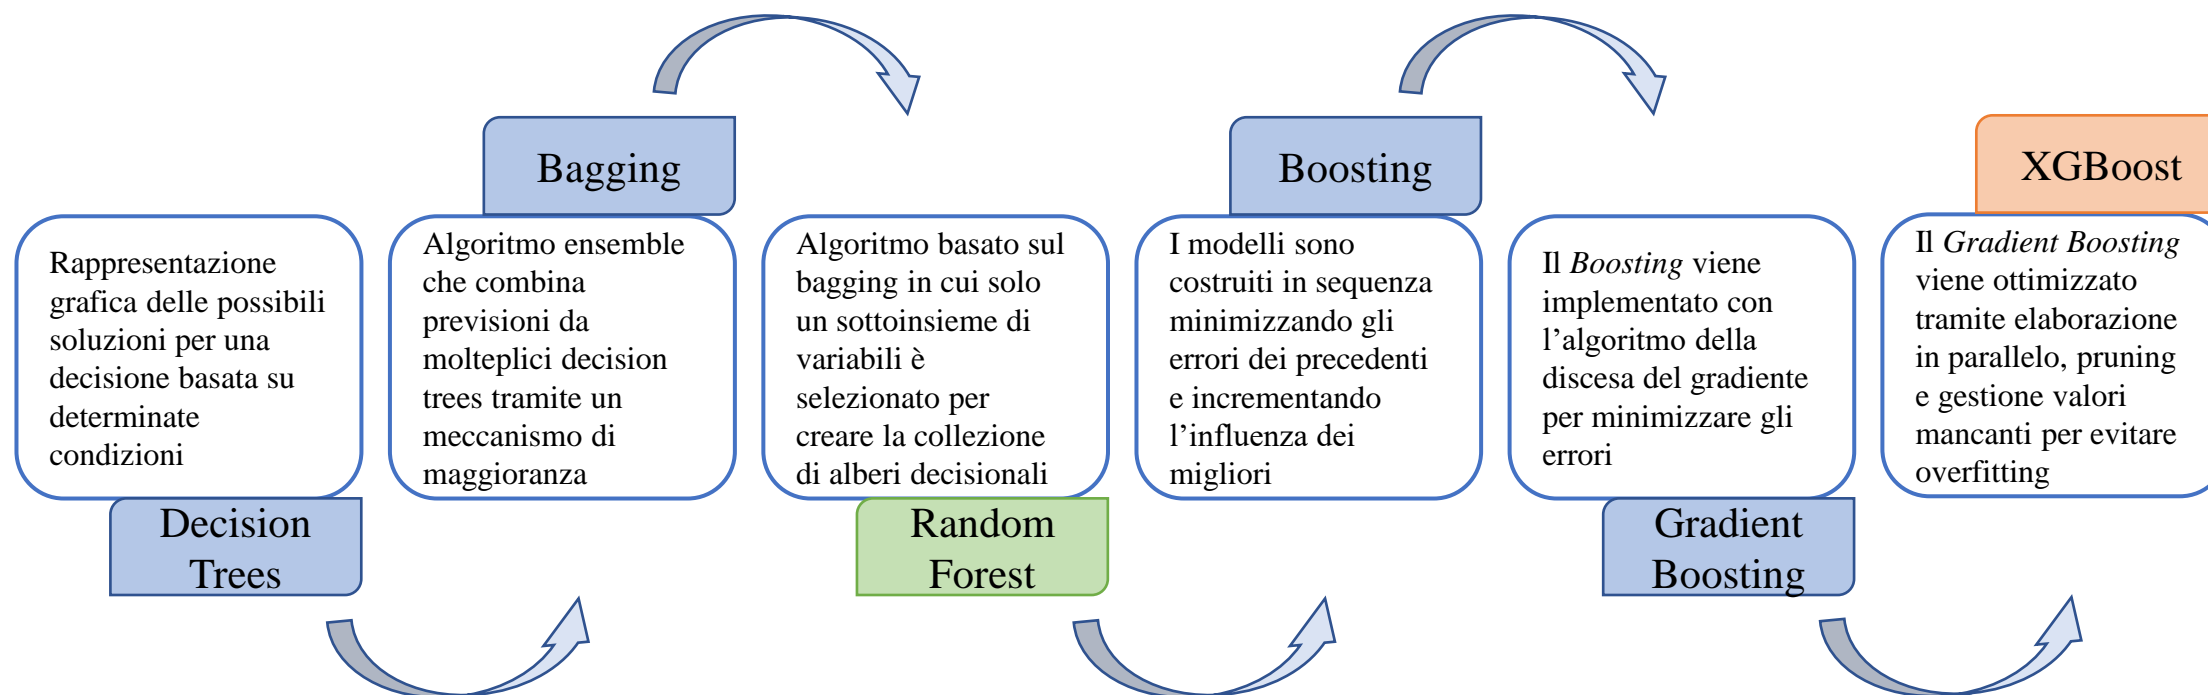 Bagging
Boosting
XGBoost
Rappresentazione
grafica delle possibili
soluzioni per una
decisione basata su
determinate
condizioni
Decision
Trees
Algoritmo ensemble
che combina
previsioni da
molteplici decision
trees tramite un
meccanismo di
maggioranza
Algoritmo basato sul
bagging in cui solo
un sottoinsieme di
variabili è
selezionato per
creare la collezione
di alberi decisionali
Random
Forest
I modelli sono
costruiti in sequenza
minimizzando gli
errori dei precedenti
e incrementando
l’influenza dei
migliori
Il Boosting viene
implementato con
l’algoritmo della
discesa del gradiente
per minimizzare gli
errori
Gradient
Boosting
Il Gradient Boosting
viene ottimizzato
tramite elaborazione
in parallelo, pruning
e gestione valori
mancanti per evitare
overfitting